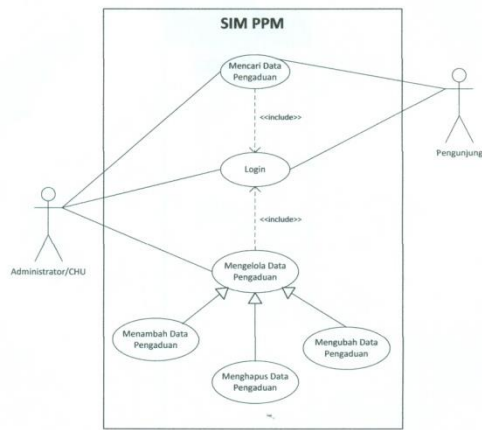 SIM PPM
Mencari Data
Pengaduan
<<include>>
Pengunjung
Login
<<include>>
Administrator/CHU
Mengelola Data
Pengaduan
Menambah Data
Pengaduan
Mengubah Data
Pengaduan
Menghapus Data
Pengaduan